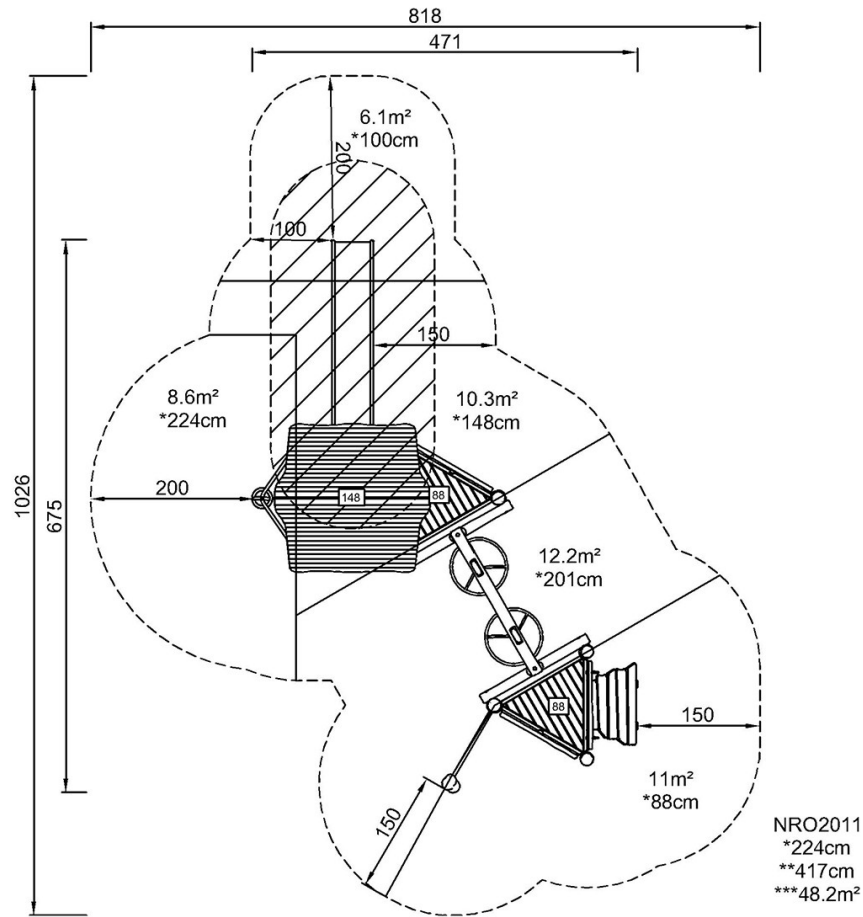 818
471
6.1m²
*100cm
200
100
150
8.6m²
*224cm
10.3m²
*148cm
1026
675
200
148
88
12.2m²
*201cm
88
150
11m²
*88cm
150
NRO2011
*224cm
**417cm
***48.2m²